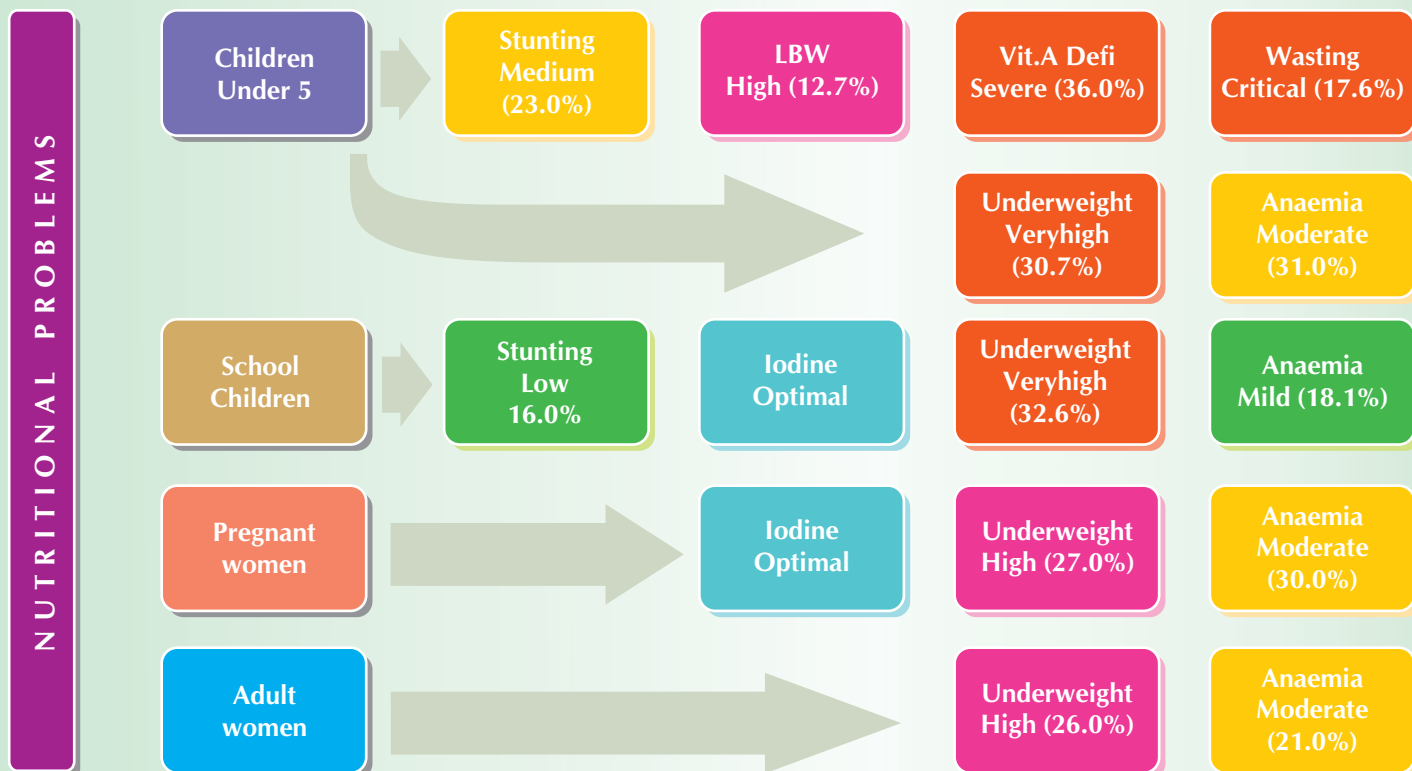 NUTRITIONAL PROBLEMS
Children
Under 5
Stunting
Medium
(23.0%)
LBW
High (12.7%)
Vit.A Defi
Severe (36.0%)
Wasting
Critical (17.6%)
Underweight
Veryhigh
(30.7%)
Anaemia
Moderate
(31.0%)
School
Children
Stunting
Low
16.0%
Iodine
Optimal
Underweight
Veryhigh
(32.6%)
Anaemia
Mild (18.1%)
Pregnant
women
Iodine
Optimal
Underweight
High (27.0%)
Anaemia
Moderate
(30.0%)
Adult
women
Underweight
High (26.0%)
Anaemia
Moderate
(21.0%)